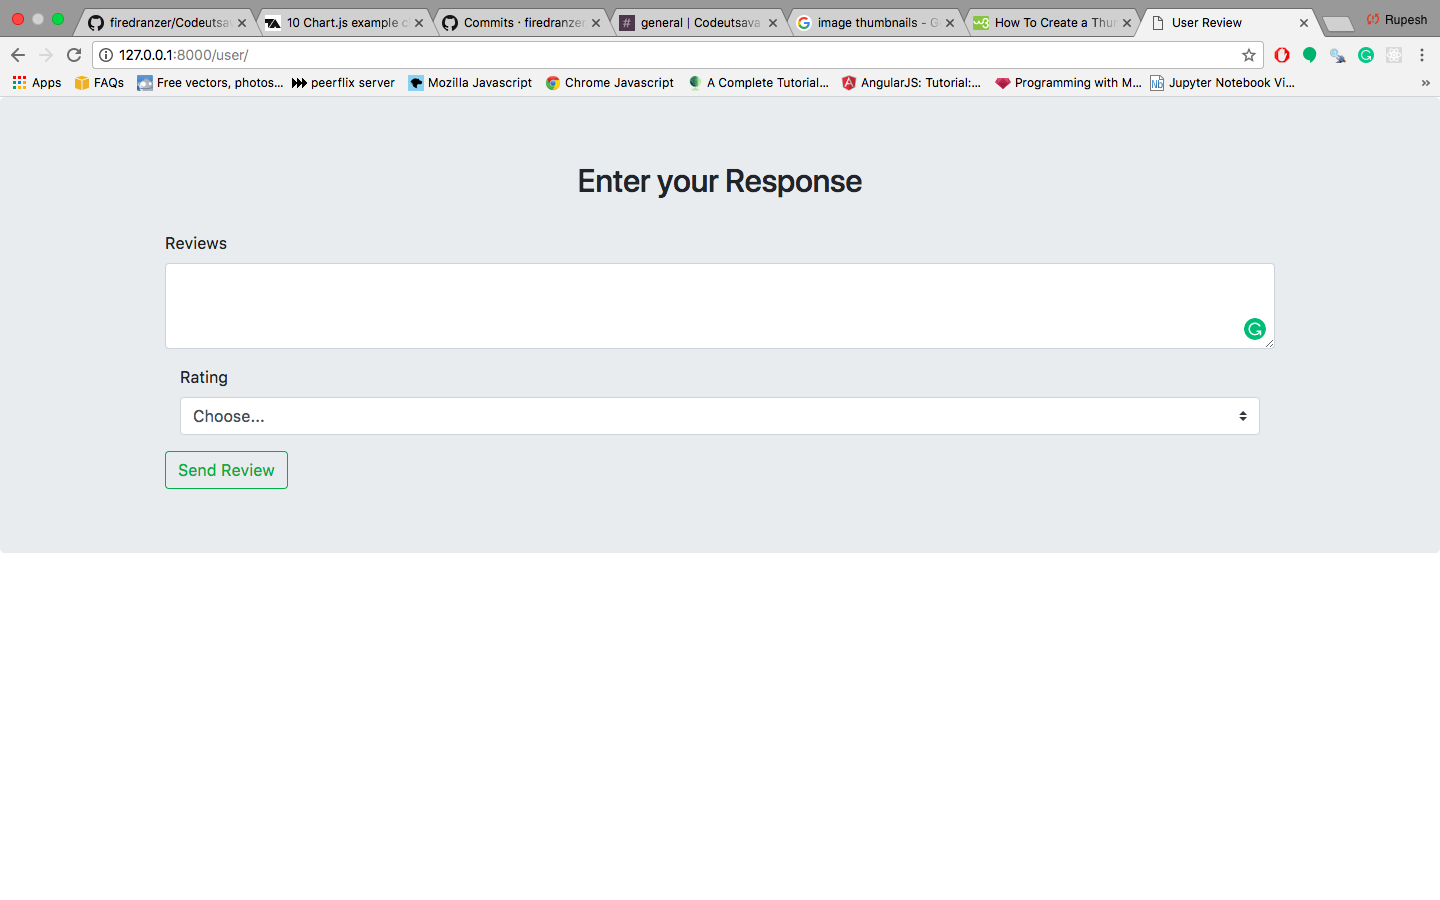 firedranzer/Codeutsav
10 Chart.js example c
Commits · firedranzer
general | Codeutsava
image thumbnails - G
How To Create a Thu
User Review
Rupesh
127.0.0.1:8000/user/
Apps
FAQs
Free vectors, photos...
peerflix server
Mozilla Javascript
Chrome Javascript
A Complete Tutorial...
AngularJS: Tutorial:...
Programming with M...
Jupyter Notebook Vi...
»
Enter your Response
Reviews
Rating
Choose...
Send Review